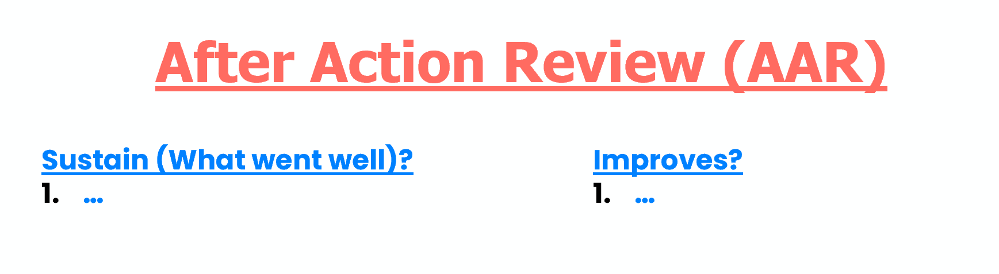 After Action Review (AAR)
Sustain (What went well)?
1. ...
Improves?
1. ...